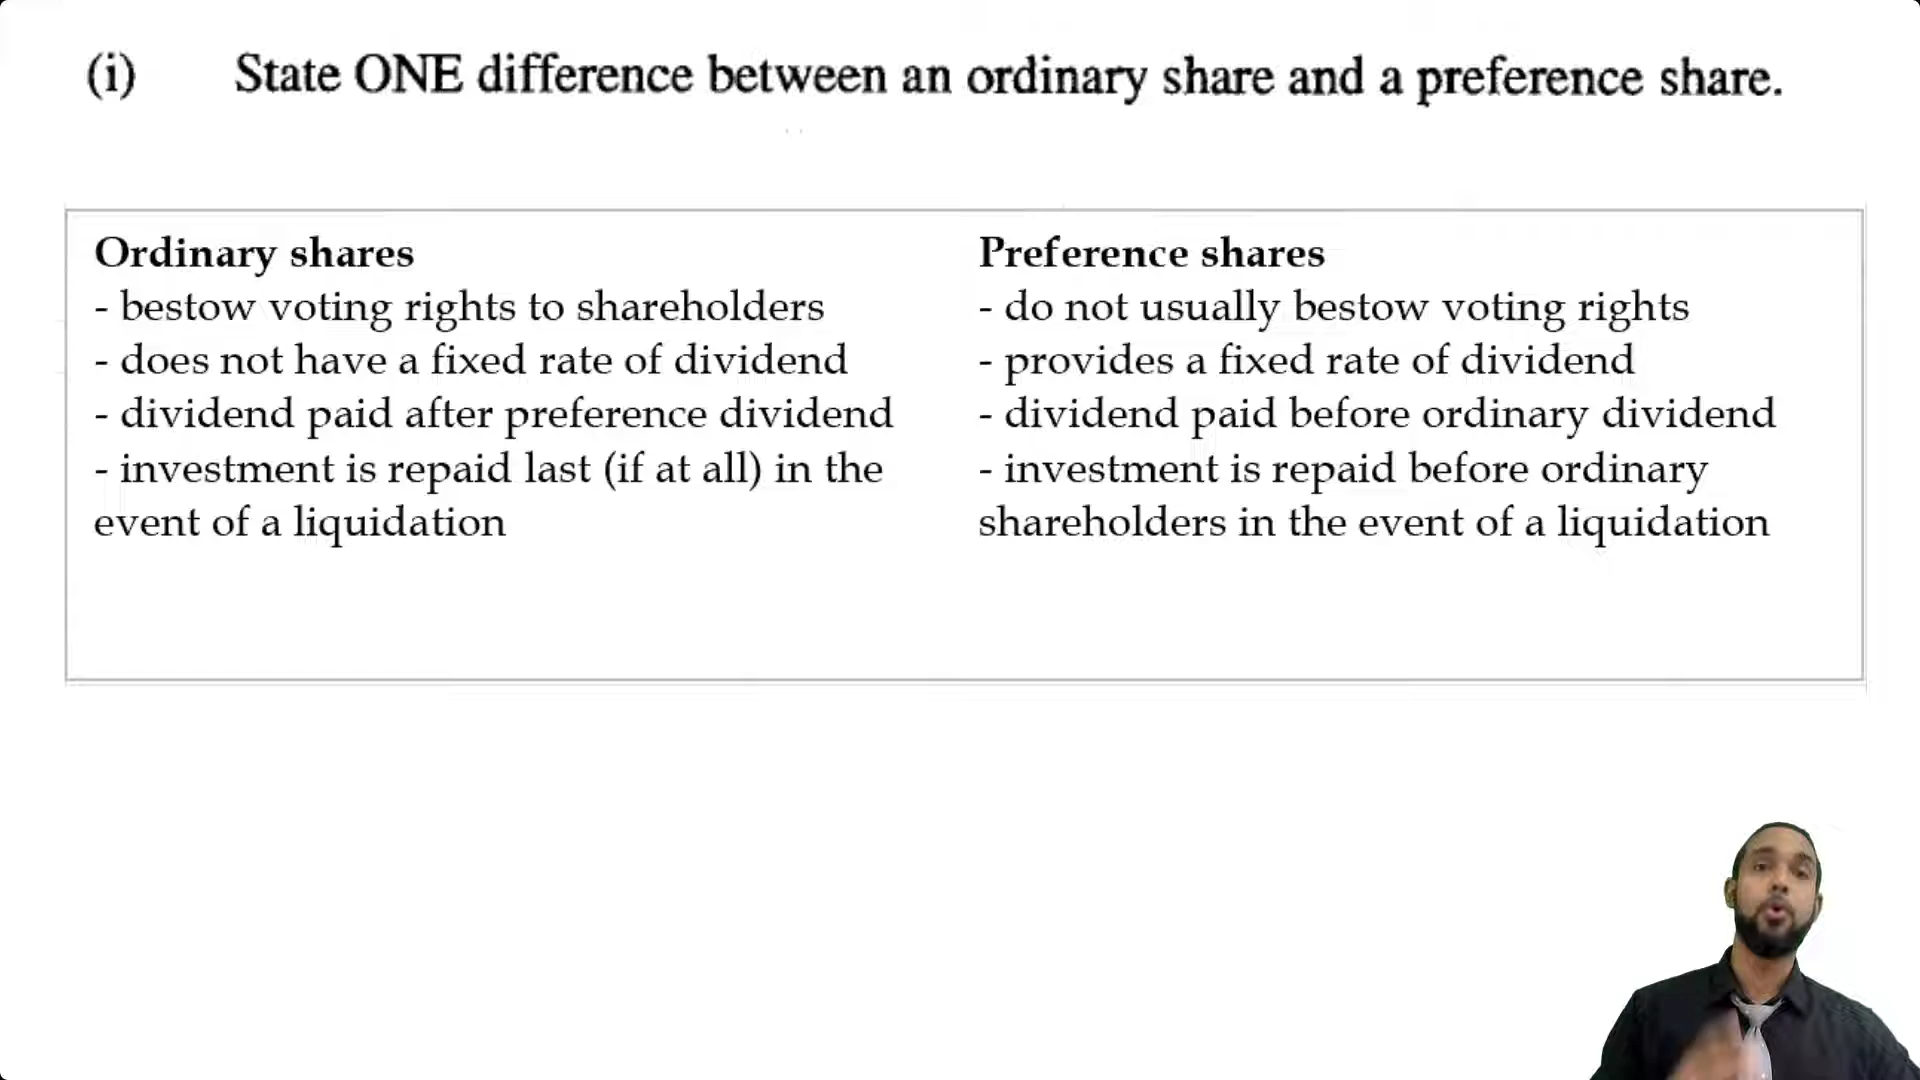 (i) State ONE difference between an ordinary share and a preference share.
Ordinary shares
- bestow voting rights to shareholders
- does not have a fixed rate of dividend
- dividend paid after preference dividend
- investment is repaid last (if at all) in the
event of a liquidation
Preference shares
- do not usually bestow voting rights
- provides a fixed rate of dividend
- dividend paid before ordinary dividend
- investment is repaid before ordinary
shareholders in the event of a liquidation